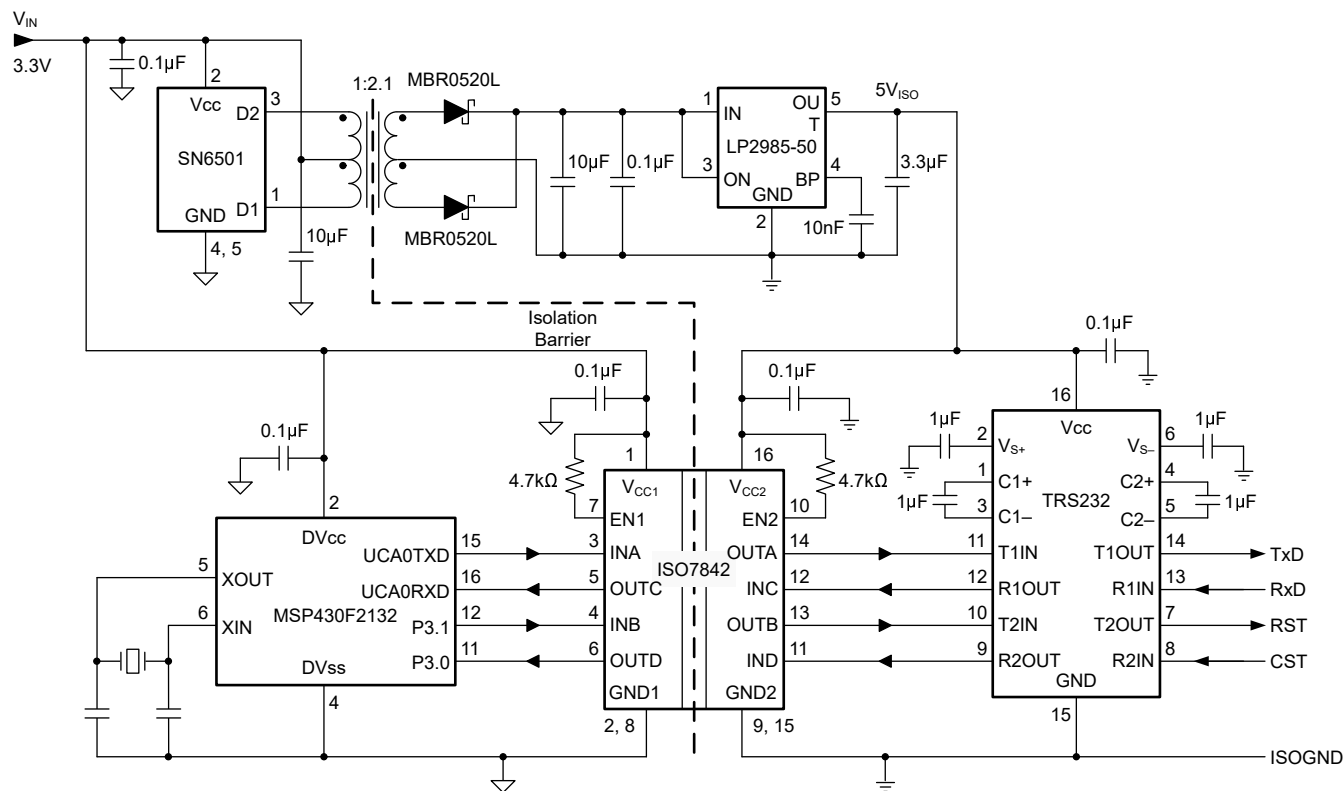 VIN
3.3V
0.1µF
2
Vcc
D2
3
SN6501
D1
1
GND
4, 5
10µF
1:2.1
MBR0520L
MBR0520L
10µF
0.1µF
1
IN
OU
T
5
LP2985-50
3
ON
BP
4
GND
2
10nF
5VISO
3.3µF
Isolation
Barrier
0.1µF
0.1µF
0.1µF
0.1µF
4.7kΩ
4.7kΩ
2
DVcc
5
XOUT
6
XIN
MSP430F2132
UCA0TXD
15
UCA0RXD
16
P3.1
12
P3.0
11
DVss
4
1
VCC1
7
EN1
3
INA
5
OUTC
4
INB
6
OUTD
GND1
2, 8
ISO7842
16
VCC2
EN2
10
OUTA
14
INC
12
OUTB
13
IND
11
GND2
9, 15
16
Vcc
1µF
2
VS+
VS–
6
1µF
1
C1+
C2+
4
1µF
TRS232
1µF
3
C1–
C2–
5
11
T1IN
T1OUT
14
TxD
12
R1OUT
R1IN
13
RxD
10
T2IN
T2OUT
7
RST
9
R2OUT
R2IN
8
CST
GND
15
ISOGND